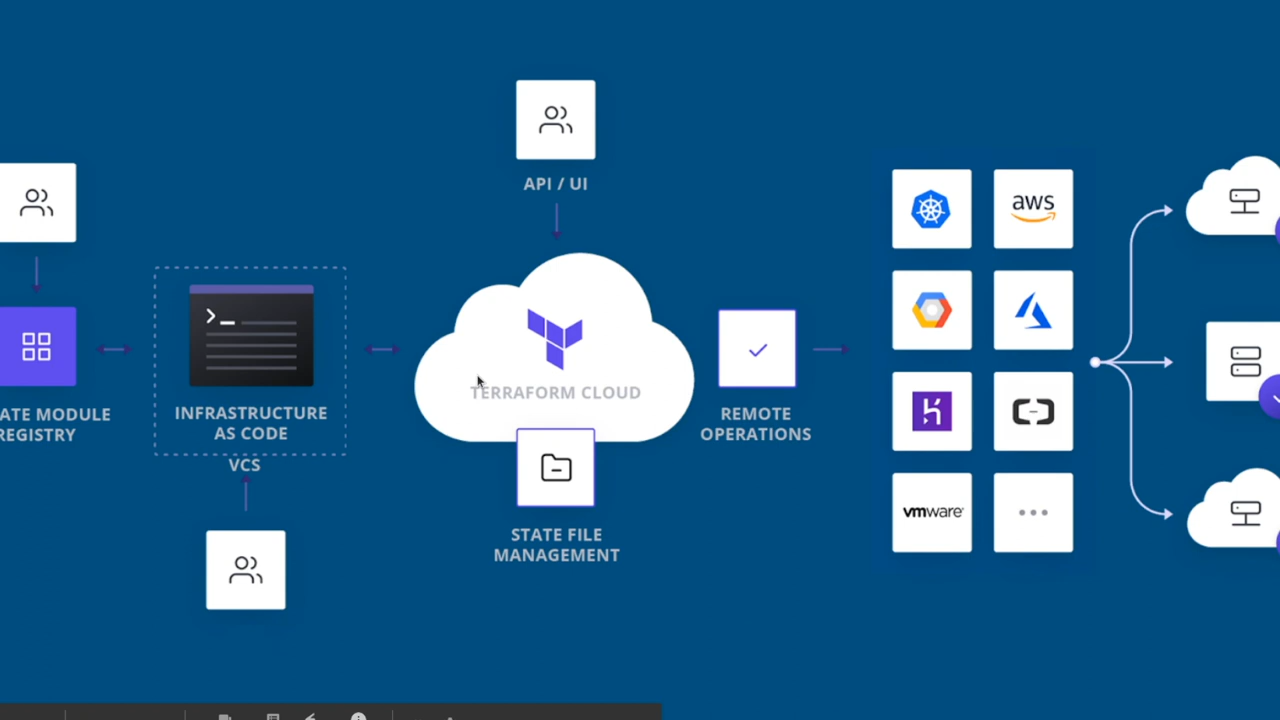 API / UI
aws
ATE MODULE
REGISTRY
INFRASTRUCTURE
AS CODE
VCS
TERRAFORM CLOUD
STATE FILE
MANAGEMENT
REMOTE
OPERATIONS
vmware